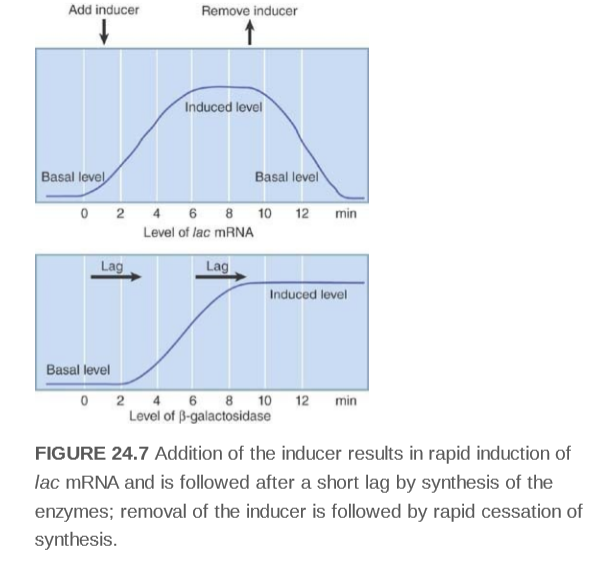 Add inducer
Remove inducer
Induced level
Basal level
Basal level
0 2 4 6 8 10 12 min
Level of lac mRNA
Lag
Lag
Induced level
Basal level
0 2 4 6 8 10 12 min
Level of β-galactosidase
FIGURE 24.7 Addition of the inducer results in rapid induction of
lac mRNA and is followed after a short lag by synthesis of the
enzymes; removal of the inducer is followed by rapid cessation of
synthesis.